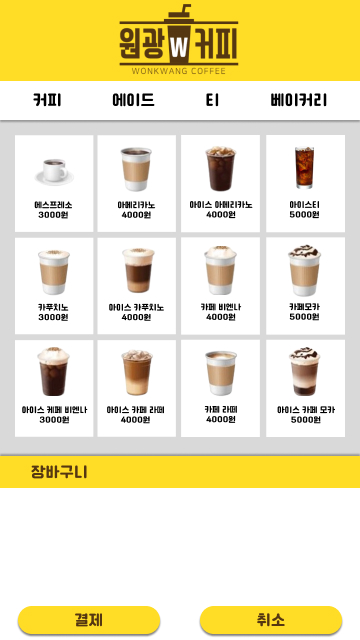 원광W커피
WONKWANG COFFEE
커피 에이드 티 베이커리
에스프레소 아메리카노 아이스 아메리카노 아이스티
3000원 4000원 4000원 5000원
카푸치노 아이스 카푸치노 카페 비엔나 카페모카
3000원 4000원 4000원 5000원
아이스 케페 비엔나 아이스 카페 라떼 카페 라떼 아이스 카페 모카
3000원 4000원 4000원 5000원
장바구니
결제 취소